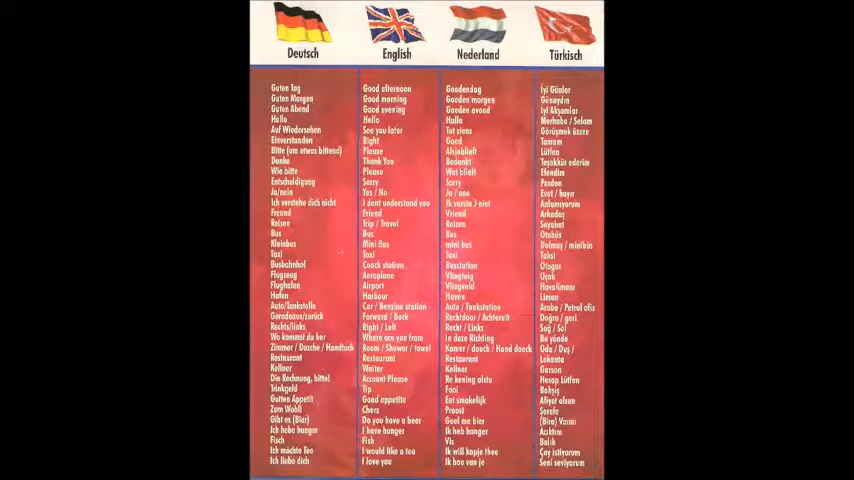 Deutsch English Nederland Türkisch
Guten Tag Good afternoon Goedendag İyi Günler
Guten Morgen Good morning Goeden morgen Günaydın
Guten Abend Good evening Goeden avond İyi Akşamlar
Hallo Hello Hallo Merhaba / Selam
Auf Wiedersehen See you later Tot ziens Görüşmek üzere
Einverstanden Right Goed Tamam
Bitte (um etwas bittend) Please Alsjeblieft Lütfen
Danke Thank You Bedankt Teşekkür ederim
Wie bitte Please Wat blieft Efendim
Entschuldigung Sorry Sorry Pardon
Ja/nein Yes / No Ja / nee Evet / hayır
Ich verstehe dich nicht I dont understand you Ik versta J niet Anlamıyorum
Freund Friend Vriend Arkadaş
Reisen Trip / Travel Reizen Seyahat
Bus Bus Bus Otobüs
Kleinbus Mini Bus mini bus Dolmuş / minibüs
Taxi Taxi Taxi Taksi
Busbahnhof Coach station Busstation Otogar
Flugzeug Aeroplane Vliegteig Uçak
Flughafen Airport Vliegveld Havalimanı
Hafen Harbour Haven Liman
Auto/Tankstelle Car / Benzine station Auto / Tankstation Araba / Petrol ofis
Geradeaus/zurück Forward / Back Rechtdoor / Achteruit Doğru / geri
Rechts/links Right / Left Recht / Links Sağ / Sol
Wo kommst du her Where are you from In deze Richting Bu yönde
Zimmer / Dusche / Handtuch Room / Shower / towel Kamer / douch / Hand doeck Oda / Duş /
Restaurant Restaurant Restaurant Lokanta
Kellner Waiter Kellner Garson
Die Rechnung, bitte! Account Please Re kening alstu Hesap Lütfen
Trinkgeld Tip Fooi Bahşiş
Gutten Appetit Good appetite Eet smakelijk Afiyet olsun
Zum Wohl! Chers Proost Şerefe
Gibt es (Bier) Do you have a beer Geef me bier (Bira) Varmı
Ich habe hunger I have hunger Ik heb honger Acıktım
Fisch Fish Vis Balık
Ich möchte Tee I would like a tea Ik will kopje thee Çay istiyorum
Ich liebe dich I love you Ik hou van je Seni seviyorum